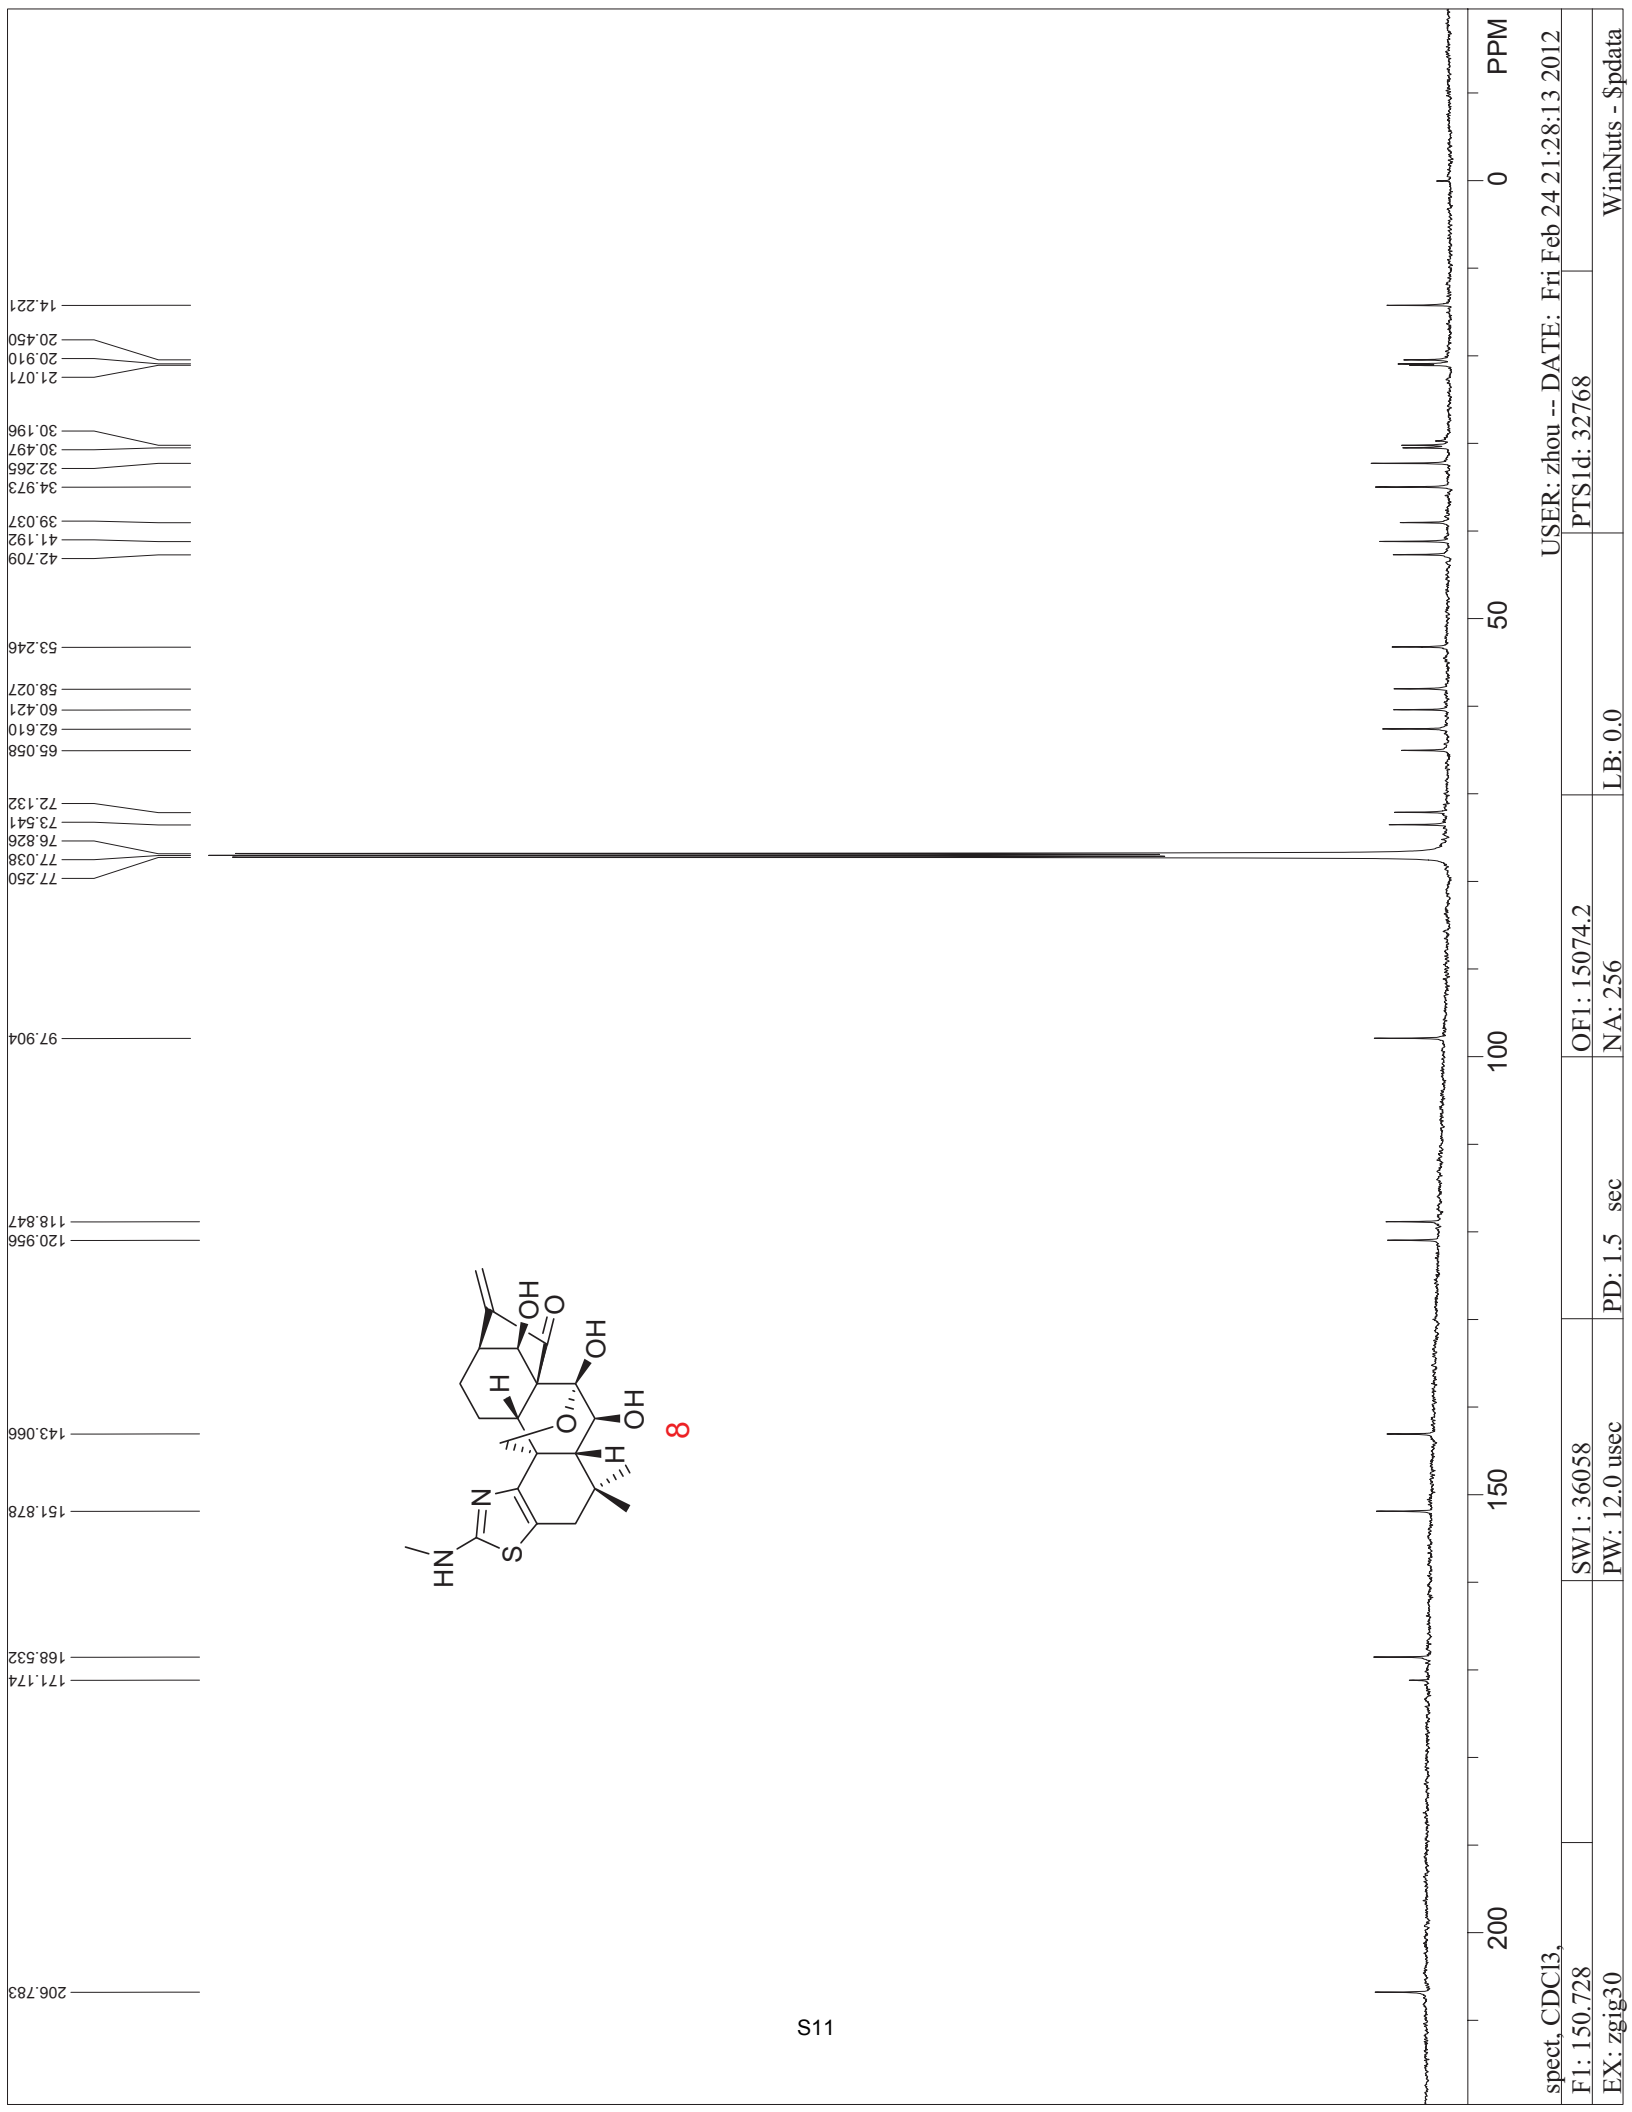 206.783
171.174
168.532
151.878
143.066
120.956
118.847
97.904
77.250
77.038
76.826
73.541
72.132
65.058
62.610
60.421
58.027
53.246
42.709
41.192
39.037
34.973
32.265
30.497
30.196
21.071
20.910
20.450
14.221
HN
N
S
H
OH
O
O
OH
H
OH
8
200
150
100
50
0
PPM
spect, CDCl3,
USER: zhou -- DATE: Fri Feb 24 21:28:13 2012
F1: 150.728
SW1: 36058
OF1: 15074.2
PTS1d: 32768
EX: zgig30
PW: 12.0 usec
PD: 1.5 sec
NA: 256
LB: 0.0
WinNuts - $pdata
S11